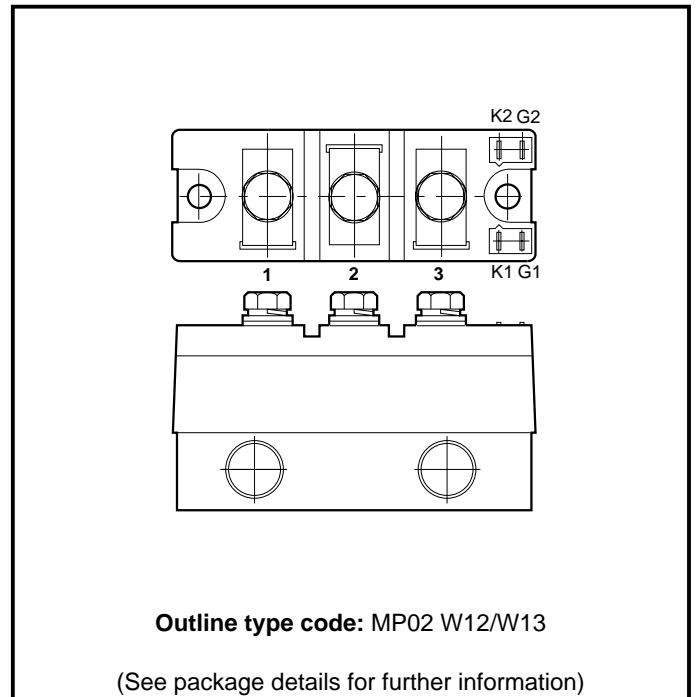 K2 G2
1 2 3 K1 G1
Outline type code: MP02 W12/W13
(See package details for further information)